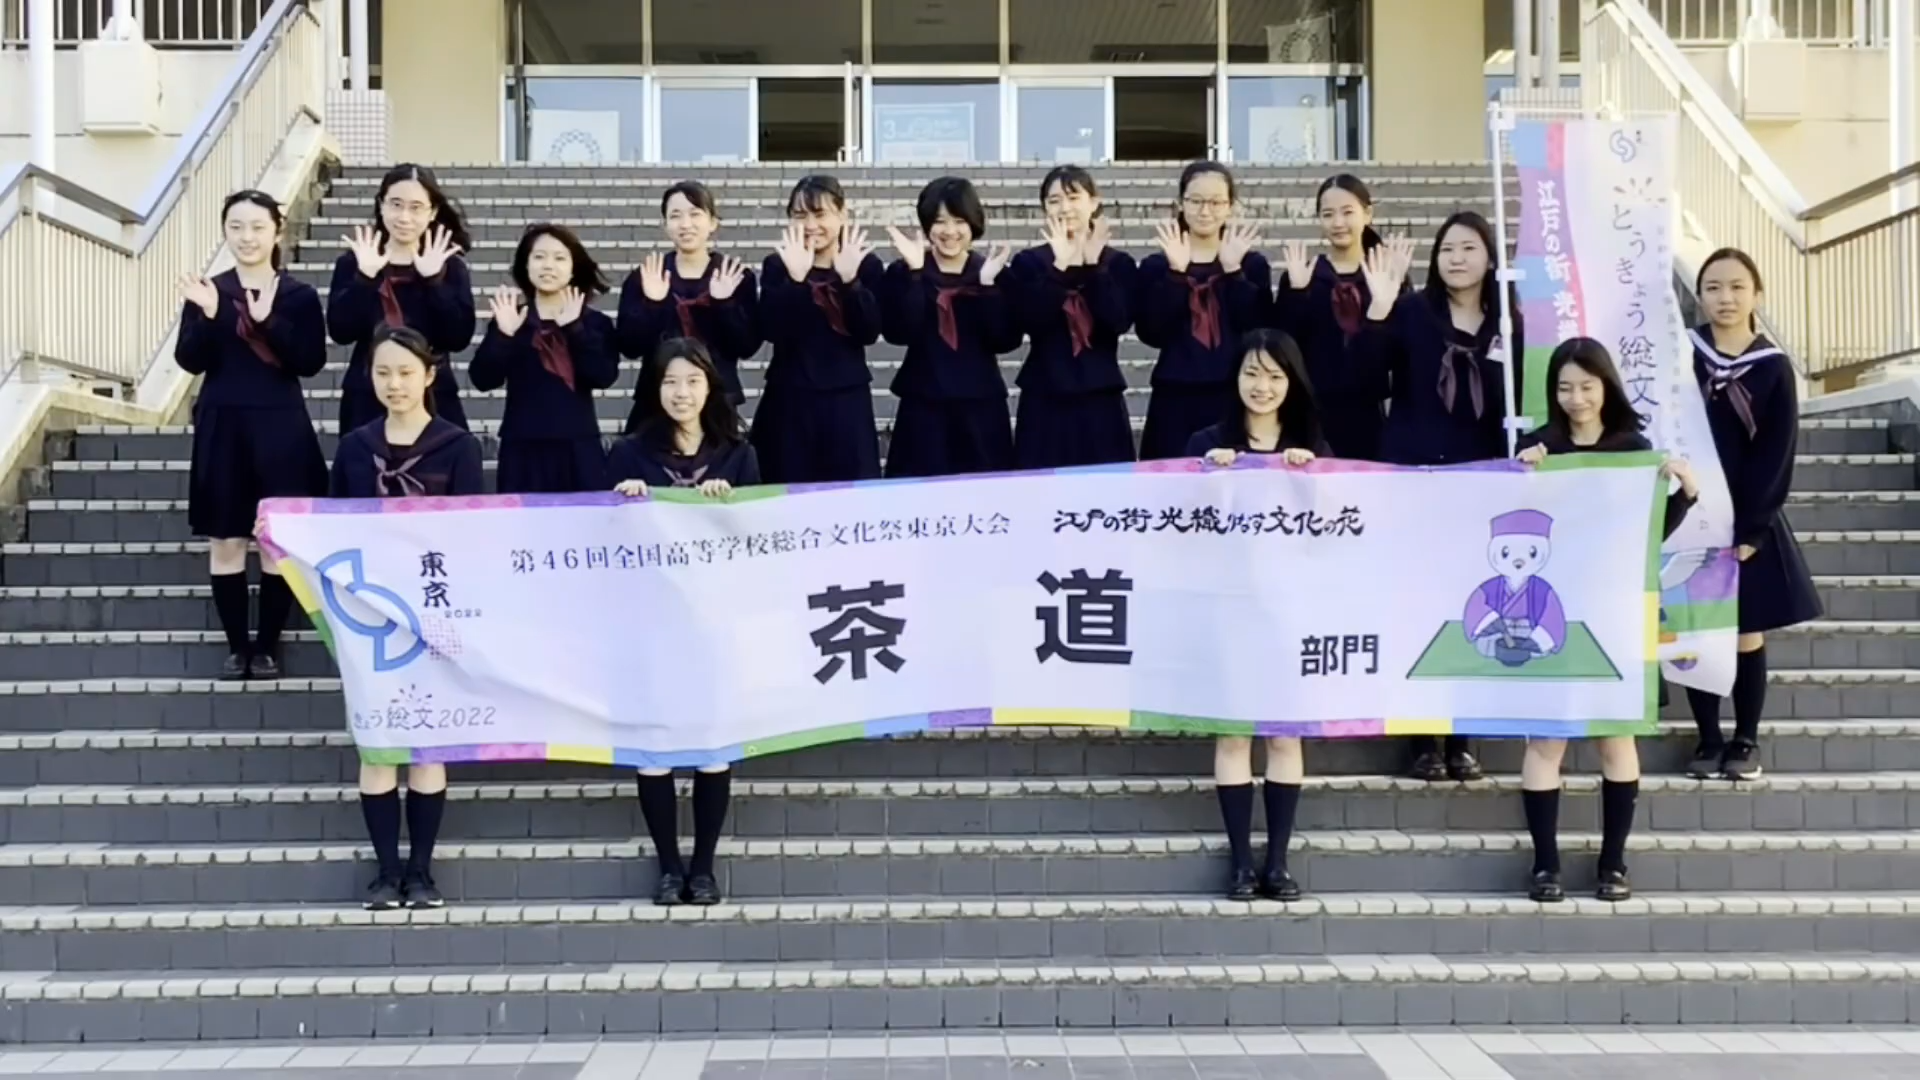 第46回全国高等学校総合文化祭東京大会
江戸の街 光織りなす文化の花
東京
2022
茶道
部門
きょう総文2022
江戸の街 光
とうきょう総文